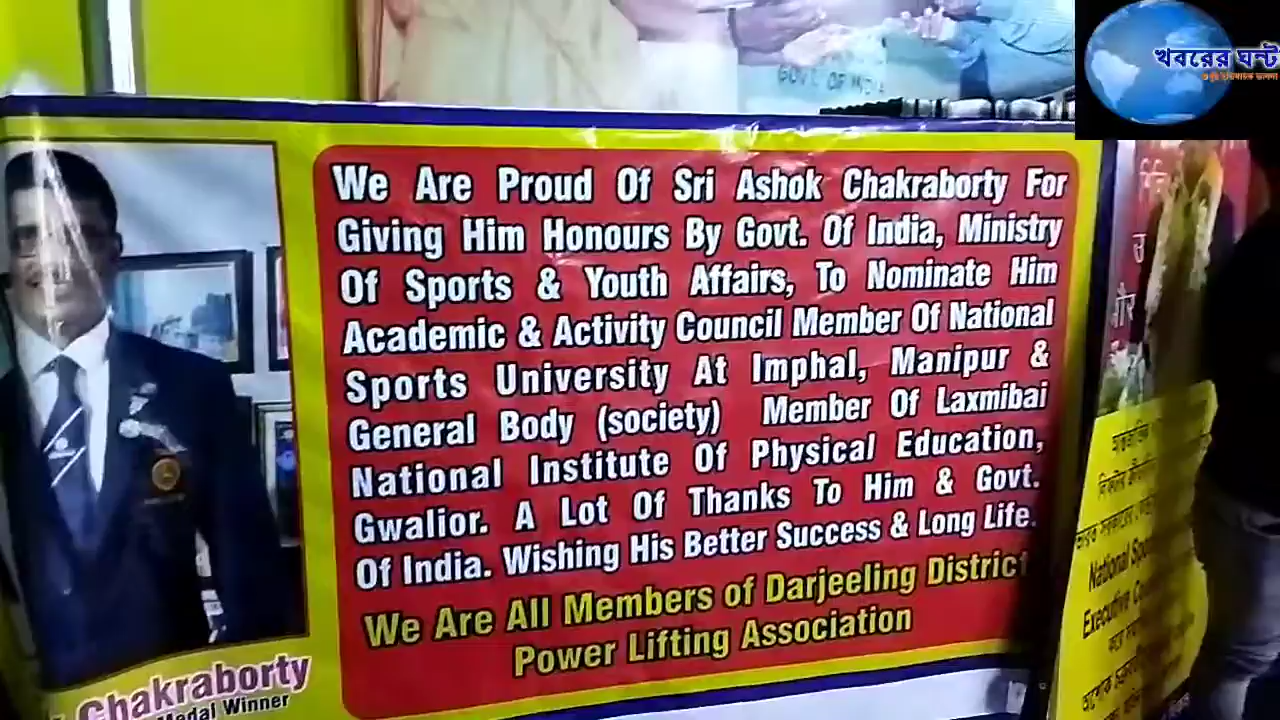 GOVT OF INDIA
খবরের ঘন্ট
We Are Proud Of Sri Ashok Chakraborty For
Giving Him Honours By Govt. Of India, Ministry
Of Sports & Youth Affairs, To Nominate Him
Academic & Activity Council Member Of National
Sports University At Imphal, Manipur &
General Body (society) Member Of Laxmibai
National Institute Of Physical Education,
Gwalior. A Lot Of Thanks To Him & Govt.
Of India. Wishing His Better Success & Long Life.
We Are All Members of Darjeeling District
Power Lifting Association
Chakraborty
Medal Winner
National
Executive